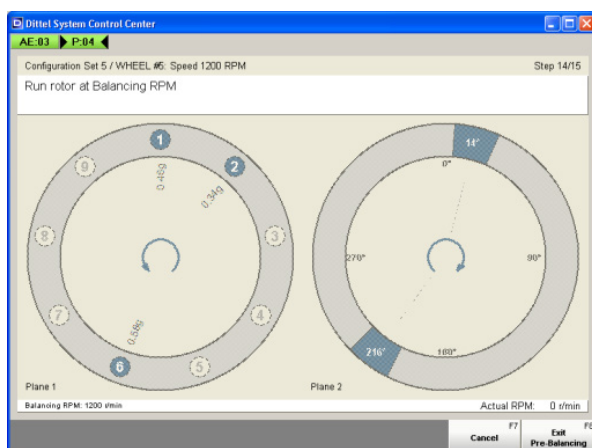 Dittel System Control Center
AE:03 P:04
Configuration Set 5 / WHEEL #5: Speed 1200 RPM Step 14/15
Run rotor at Balancing RPM
1
2
3
4
5
6
7
8
9
0.46g
0.34g
0.58g
Plane 1
11°
0°
90°
180°
270°
216°
Plane 2
Balancing RPM: 1200 r/min Actual RPM: 0 r/min
F7 F8
Cancel Exit
Pre-Balancing